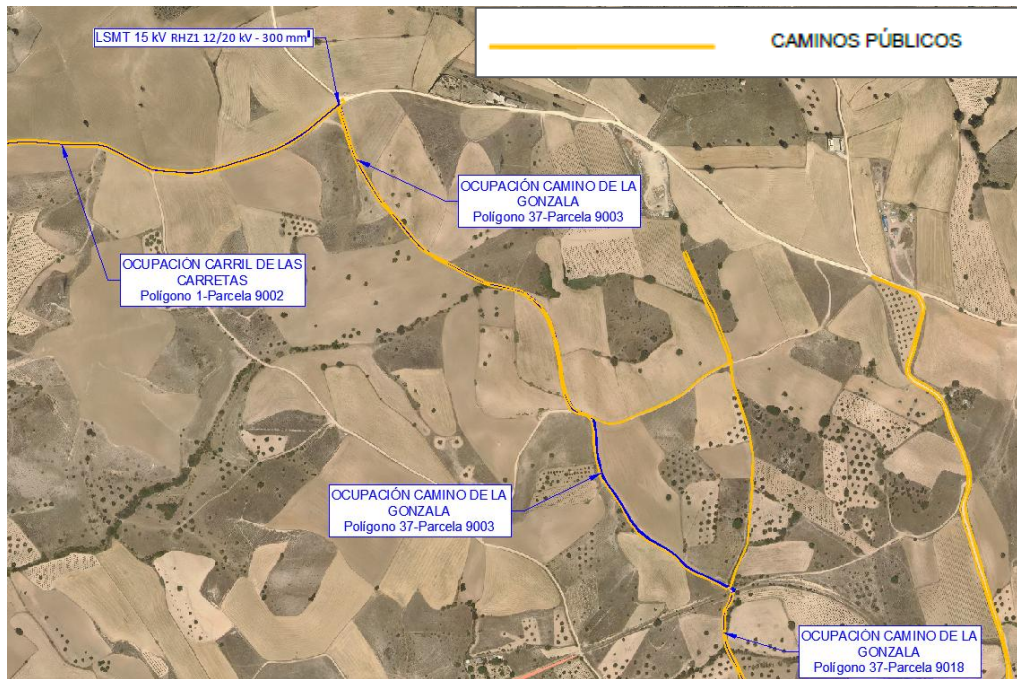 LSMT 15 kV RHZ1 12/20 kV - 300 mm²
CAMINOS PÚBLICOS
OCUPACIÓN CAMINO DE LA
GONZALA
Polígono 37-Parcela 9003
OCUPACIÓN CARRIL DE LAS
CARRETAS
Polígono 1-Parcela 9002
OCUPACIÓN CAMINO DE LA
GONZALA
Polígono 37-Parcela 9003
OCUPACIÓN CAMINO DE LA
GONZALA
Polígono 37-Parcela 9018